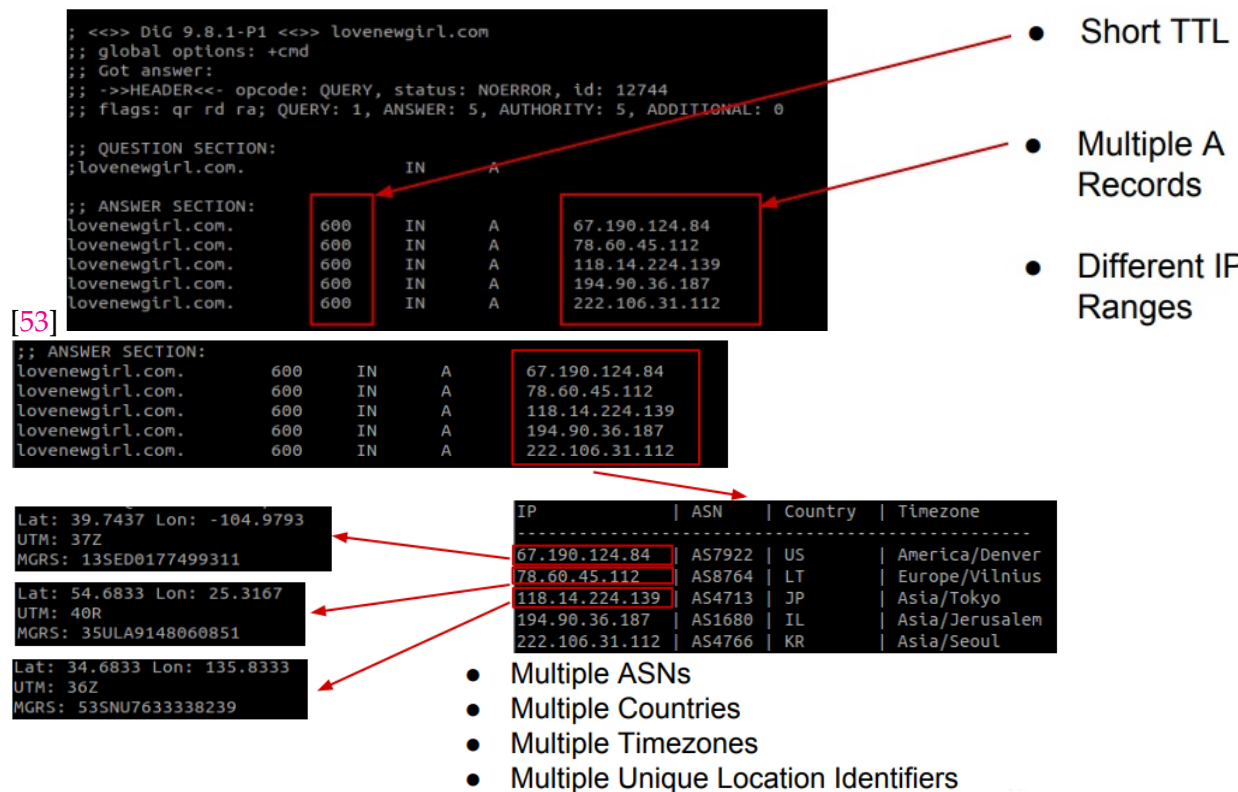 ; <<>> DiG 9.8.1-P1 <<>> lovenewgirl.com
;; global options: +cmd
;; Got answer:
;; ->>HEADER<<- opcode: QUERY, status: NOERROR, id: 12744
;; flags: qr rd ra; QUERY: 1, ANSWER: 5, AUTHORITY: 5, ADDITIONAL: 0
;; QUESTION SECTION:
;lovenewgirl.com. IN A
;; ANSWER SECTION:
lovenewgirl.com. 600 IN A 67.190.124.84
lovenewgirl.com. 600 IN A 78.60.45.112
lovenewgirl.com. 600 IN A 118.14.224.139
lovenewgirl.com. 600 IN A 194.90.36.187
lovenewgirl.com. 600 IN A 222.106.31.112
● Short TTL
● Multiple A
Records
● Different IP
Ranges
[53]
;; ANSWER SECTION:
lovenewgirl.com. 600 IN A 67.190.124.84
lovenewgirl.com. 600 IN A 78.60.45.112
lovenewgirl.com. 600 IN A 118.14.224.139
lovenewgirl.com. 600 IN A 194.90.36.187
lovenewgirl.com. 600 IN A 222.106.31.112
Lat: 39.7437 Lon: -104.9793
UTM: 37Z
MGRS: 13SED0177499311
Lat: 54.6833 Lon: 25.3167
UTM: 40R
MGRS: 35ULA9148060851
Lat: 34.6833 Lon: 135.8333
UTM: 36Z
MGRS: 53SNU7633338239
IP | ASN | Country | Timezone
67.190.124.84 | AS7922 | US | America/Denver
78.60.45.112 | AS8764 | LT | Europe/Vilnius
118.14.224.139 | AS4713 | JP | Asia/Tokyo
194.90.36.187 | AS1680 | IL | Asia/Jerusalem
222.106.31.112 | AS4766 | KR | Asia/Seoul
● Multiple ASNs
● Multiple Countries
● Multiple Timezones
● Multiple Unique Location Identifiers